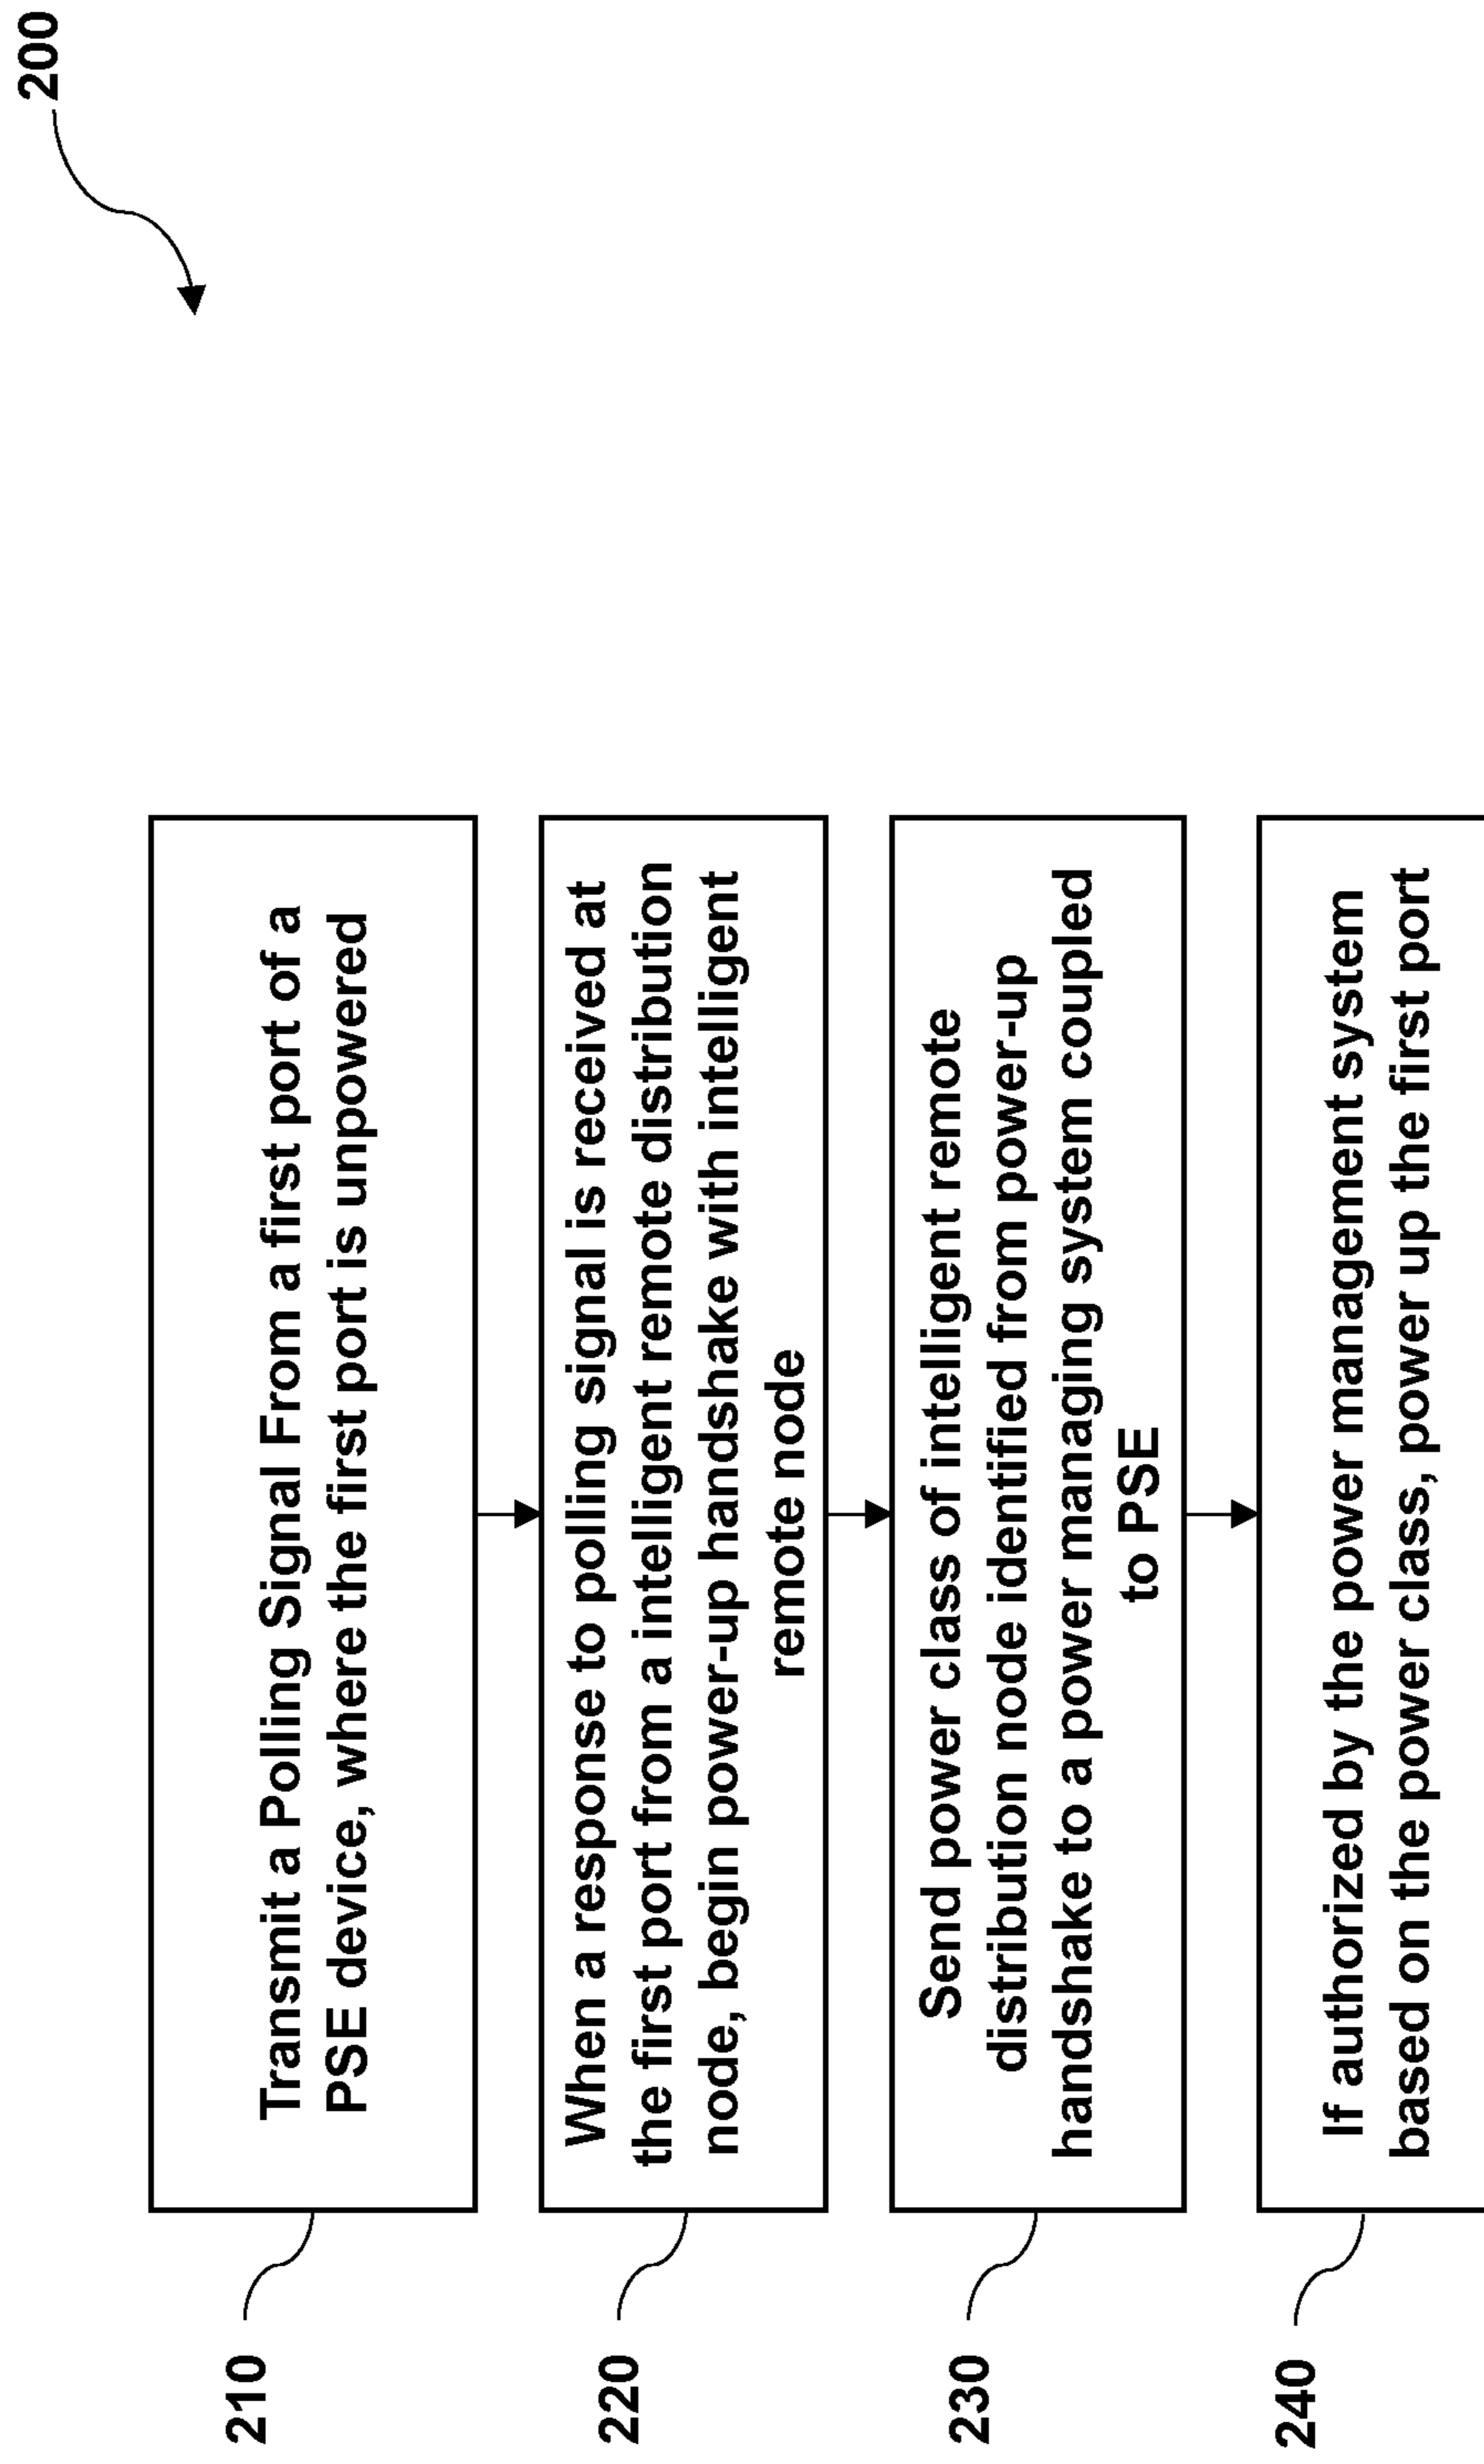 200
210
Transmit a Polling Signal From a first port of a
PSE device, where the first port is unpowered
220
When a response to polling signal is received at
the first port from a intelligent remote distribution
node, begin power-up handshake with intelligent
remote node
230
Send power class of intelligent remote
distribution node identified from power-up
handshake to a power managing system coupled
to PSE
240
If authorized by the power management system
based on the power class, power up the first port